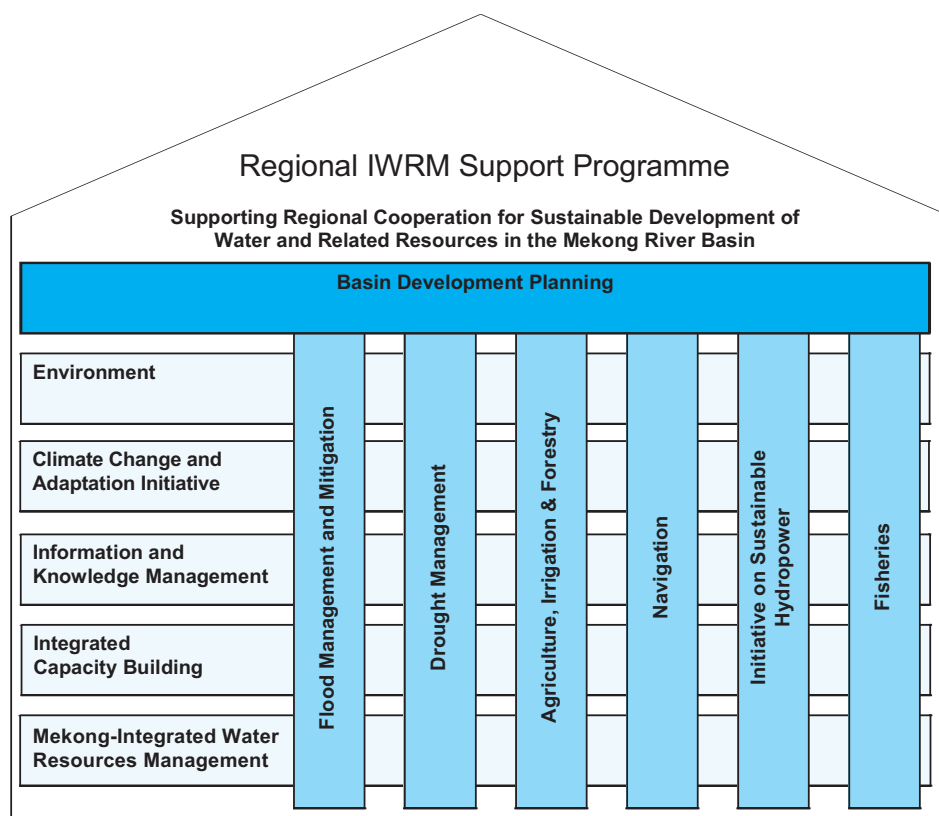 Regional IWRM Support Programme
Supporting Regional Cooperation for Sustainable Development of
Water and Related Resources in the Mekong River Basin
Basin Development Planning
Environment
Climate Change and
Adaptation Initiative
Information and
Knowledge Management
Integrated
Capacity Building
Mekong-Integrated Water
Resources Management
Flood Management and Mitigation
Drought Management
Agriculture, Irrigation & Forestry
Navigation
Initiative on Sustainable
Hydropower
Fisheries